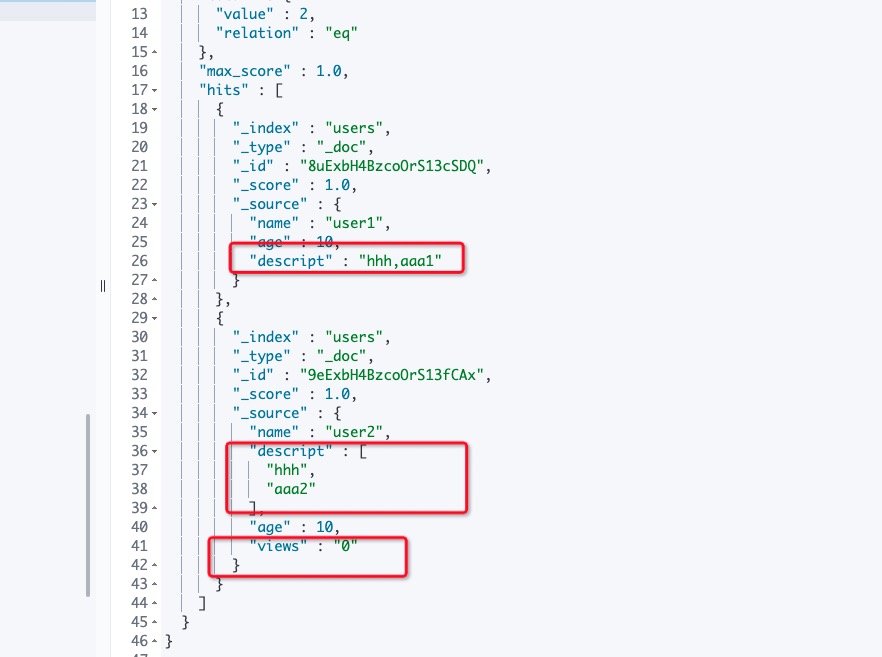 13 "value" : 2,
14 "relation" : "eq"
15 },
16 "max_score" : 1.0,
17 "hits" : [
18 {
19 "_index" : "users",
20 "_type" : "_doc",
21 "_id" : "8uExbH4BzcoOrS13cSDQ",
22 "_score" : 1.0,
23 "_source" : {
24 "name" : "user1",
25 "age" : 10,
26 "descript" : "hhh,aaa1"
27 }
28 },
29 {
30 "_index" : "users",
31 "_type" : "_doc",
32 "_id" : "9eExbH4BzcoOrS13fCAx",
33 "_score" : 1.0,
34 "_source" : {
35 "name" : "user2",
36 "descript" : [
37 "hhh",
38 "aaa2"
39 ],
40 "age" : 10,
41 "views" : "0"
42 }
43 }
44 ]
45 }
46 }